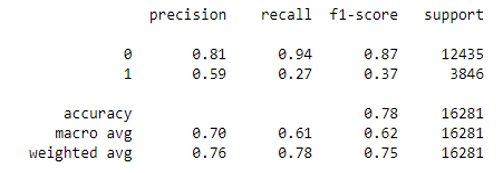 precision recall f1-score support
0 0.81 0.94 0.87 12435
1 0.59 0.27 0.37 3846
accuracy 0.78 16281
macro avg 0.70 0.61 0.62 16281
weighted avg 0.76 0.78 0.75 16281